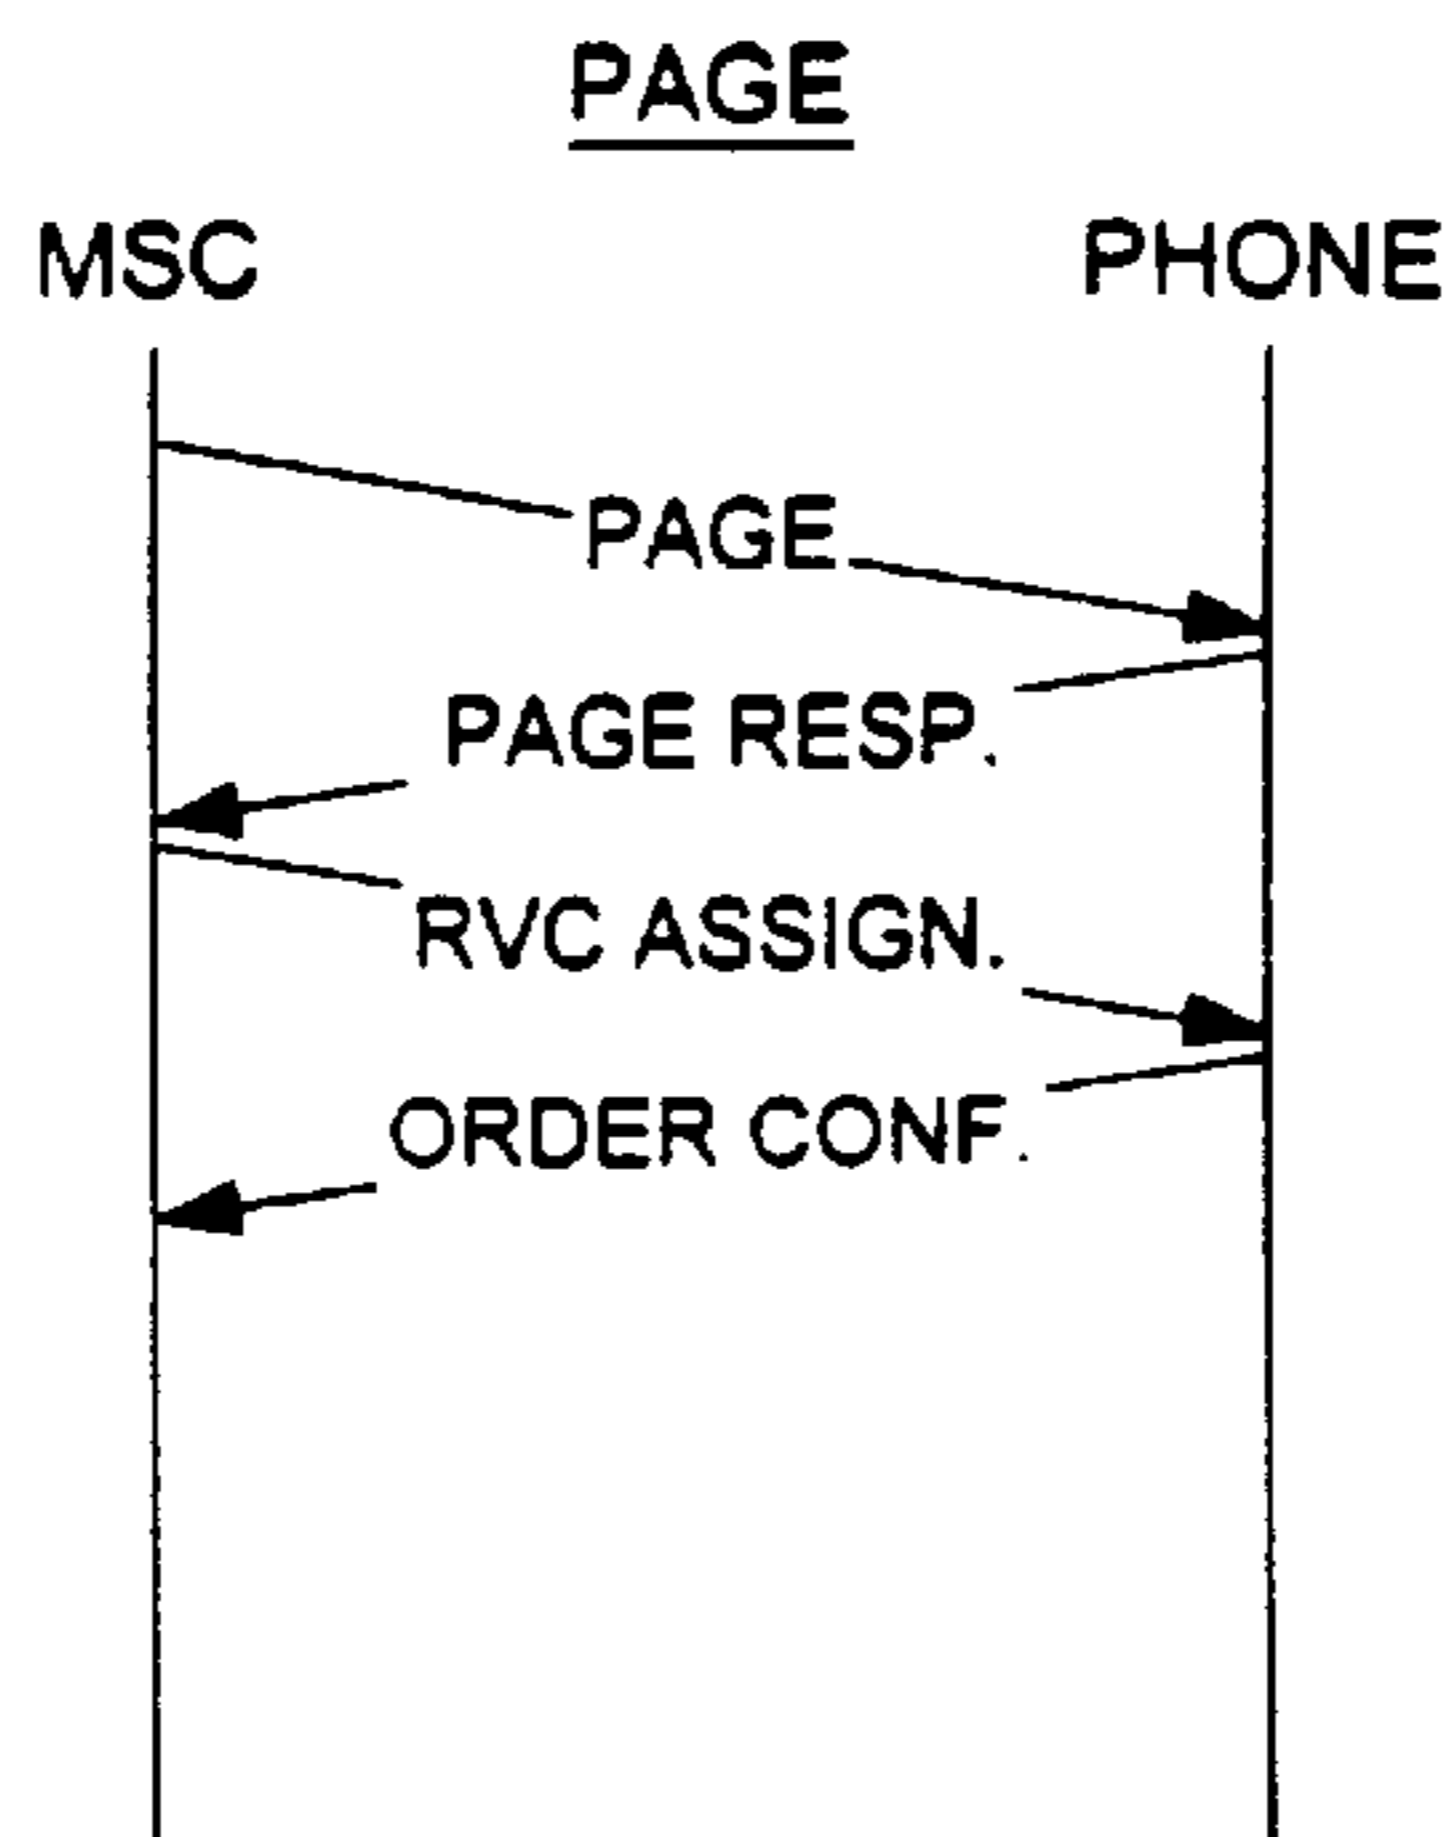 PAGE
MSC PHONE
PAGE
PAGE RESP.
RVC ASSIGN.
ORDER CONF.